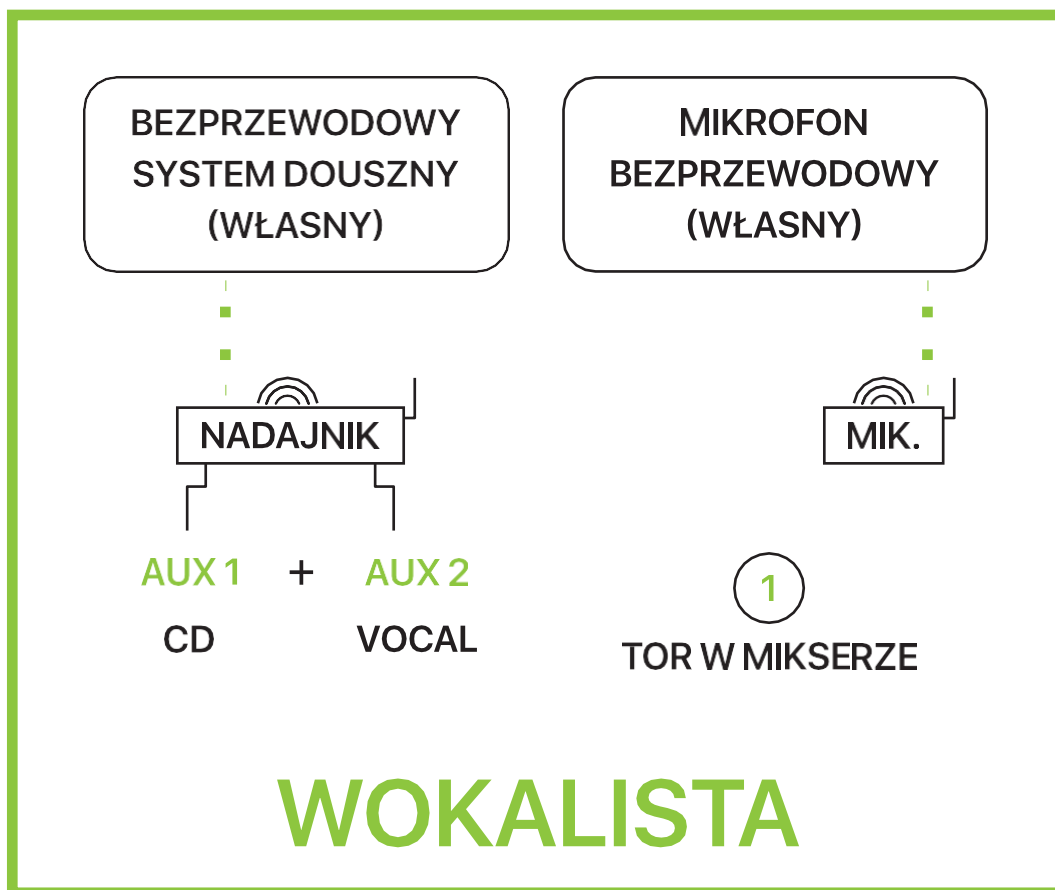 BEZPRZEWODOWY
SYSTEM DOUSZNY
(WŁASNY)
MIKROFON
BEZPRZEWODOWY
(WŁASNY)
NADAJNIK
MIK.
AUX 1 + AUX 2
CD VOCAL
1
TOR W MIKSERZE
WOKALISTA